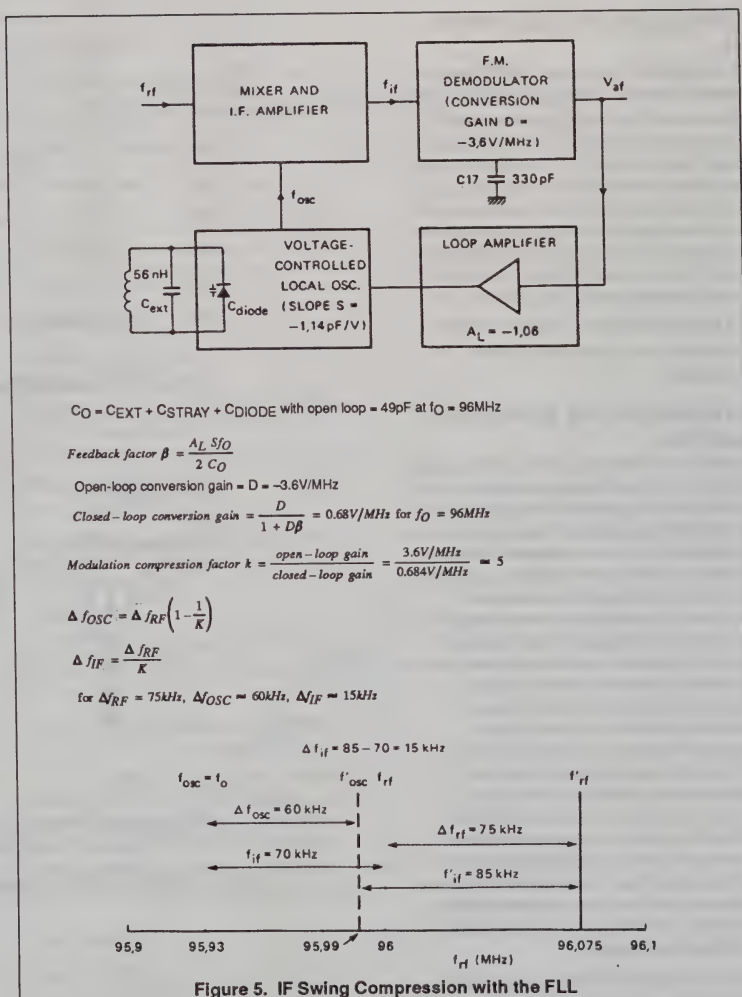 f_rf
MIXER AND
I.F. AMPLIFIER
f_if
F.M.
DEMODULATOR
(CONVERSION
GAIN D =
−3,6V/MHz)
V_af
C17 330 pF
f_osc
56 nH
C_ext
C_diode
VOLTAGE-
CONTROLLED
LOCAL OSC.
(SLOPE S =
−1,14pF/V)
LOOP AMPLIFIER
A_L = −1,06
C_O = C_EXT + C_STRAY + C_DIODE with open loop = 49pF at f_O = 96MHz
Feedback factor β = A_L Sf_O / 2 C_O
Open-loop conversion gain = D = −3.6V/MHz
Closed−loop conversion gain = D / 1 + Dβ = 0.68V/MHz for f_O = 96MHz
Modulation compression factor k = open−loop gain / closed−loop gain = 3.6V/MHz / 0.684V/MHz ≈ 5
Δ f_OSC = Δ f_RF(1−1/K)
Δ f_IF = Δ f_RF / K
for Δf_RF = 75kHz, Δf_OSC ≈ 60kHz, Δf_IF ≈ 15kHz
Δ f_if = 85 − 70 = 15 kHz
f_osc = f_o f'_osc f_rf f'_rf
Δ f_osc = 60 kHz
Δ f_rf = 75 kHz
f_if = 70 kHz
f'_if = 85 kHz
95,9 95,93 95,99 96 96,075 96,1
f_rf (MHz)
Figure 5. IF Swing Compression with the FLL